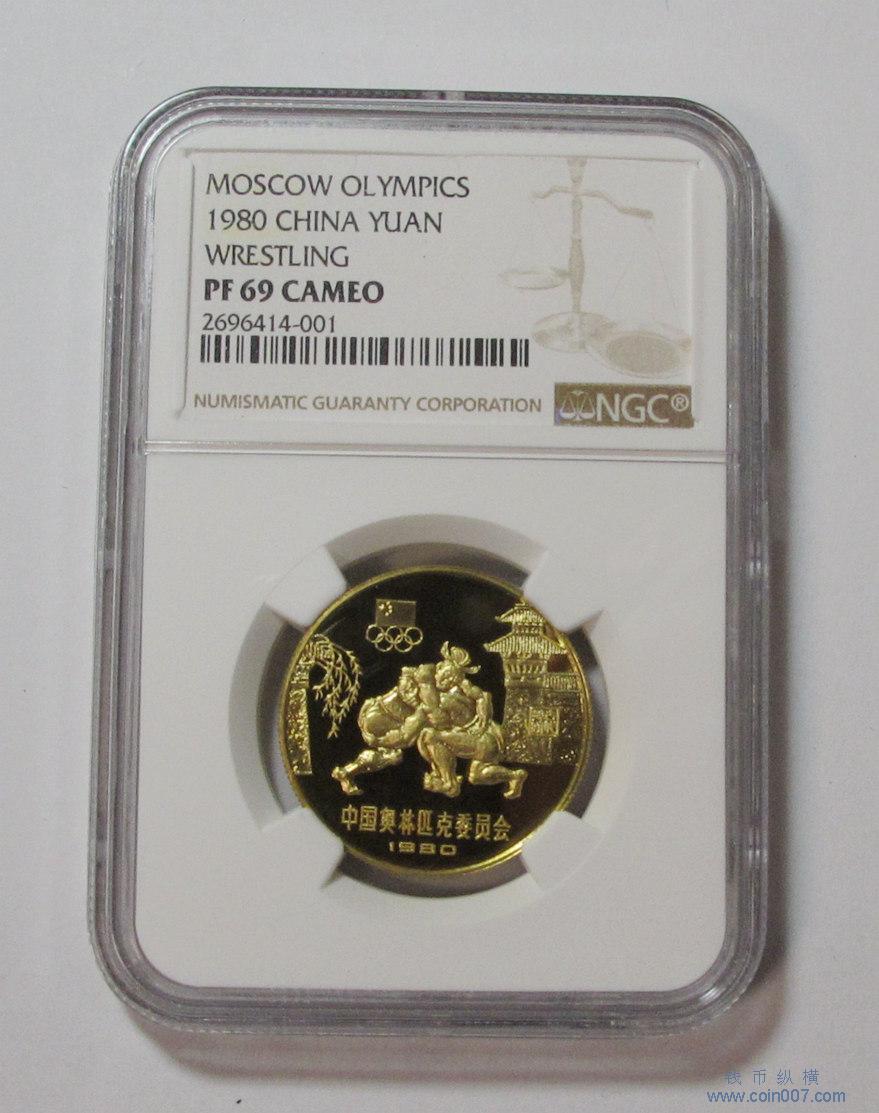 MOSCOW OLYMPICS
1980 CHINA YUAN
WRESTLING
PF 69 CAMEO
2696414-001
NUMISMATIC GUARANTY CORPORATION NGC®
中国奥林匹克委员会
1980
钱币纵横
www.coin007.com